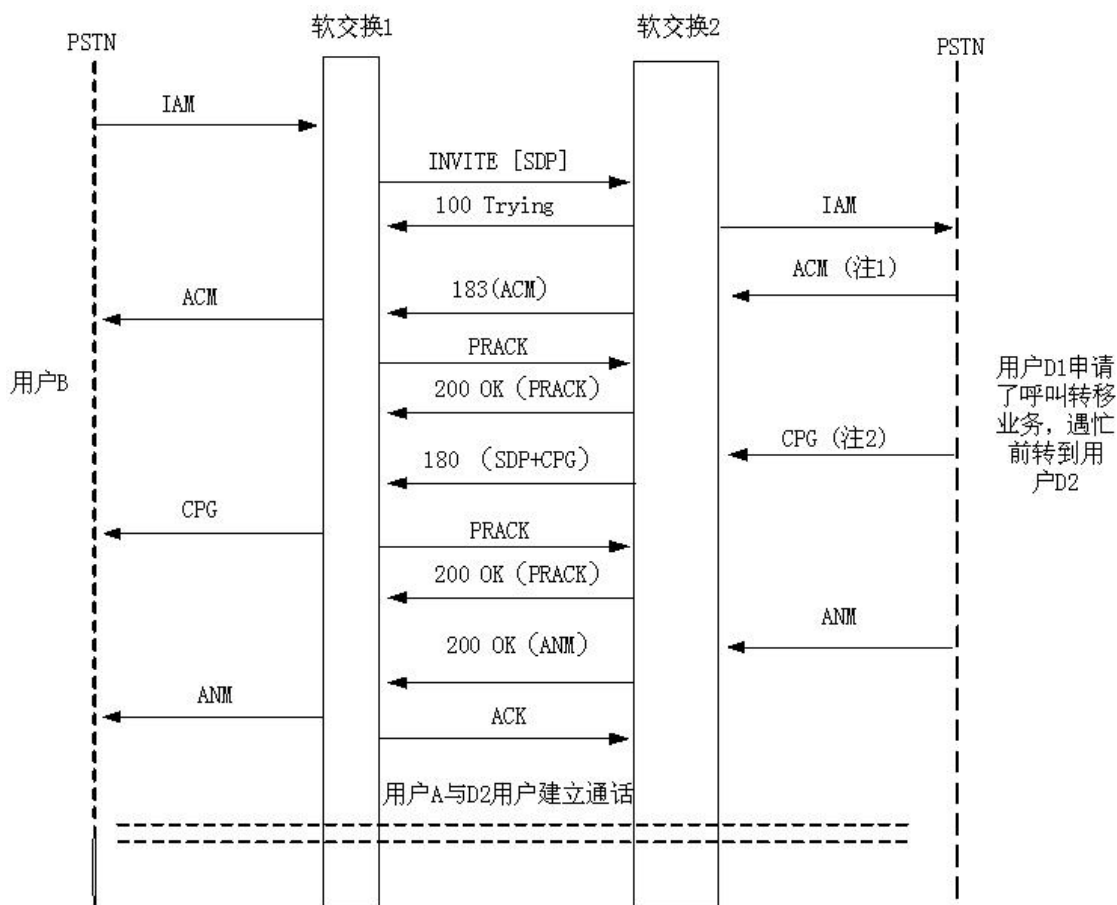 软交换1
软交换2
PSTN
PSTN
IAM
INVITE [SDP]
100 Trying
IAM
ACM (注1)
183(ACM)
ACM
PRACK
用户B
200 OK (PRACK)
用户D1申请
了呼叫转移
业务, 遇忙
前转到用
户D2
CPG (注2)
180 (SDP+CPG)
CPG
PRACK
200 OK (PRACK)
ANM
200 OK (ANM)
ANM
ACK
用户A与D2用户建立通话